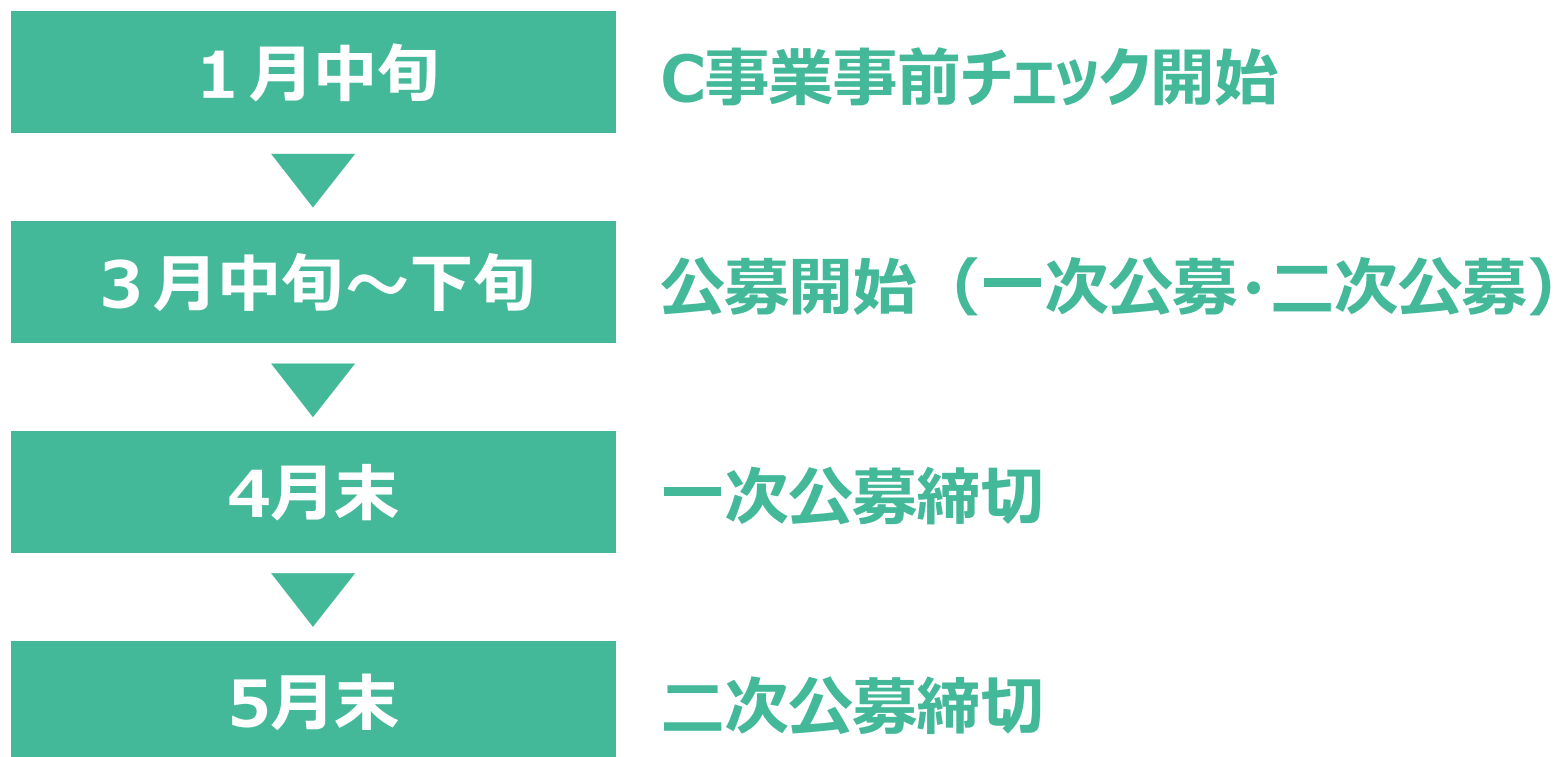 １月中旬
C事業事前チェック開始
３月中旬～下旬
公募開始（一次公募・二次公募）
4月末
一次公募締切
5月末
二次公募締切